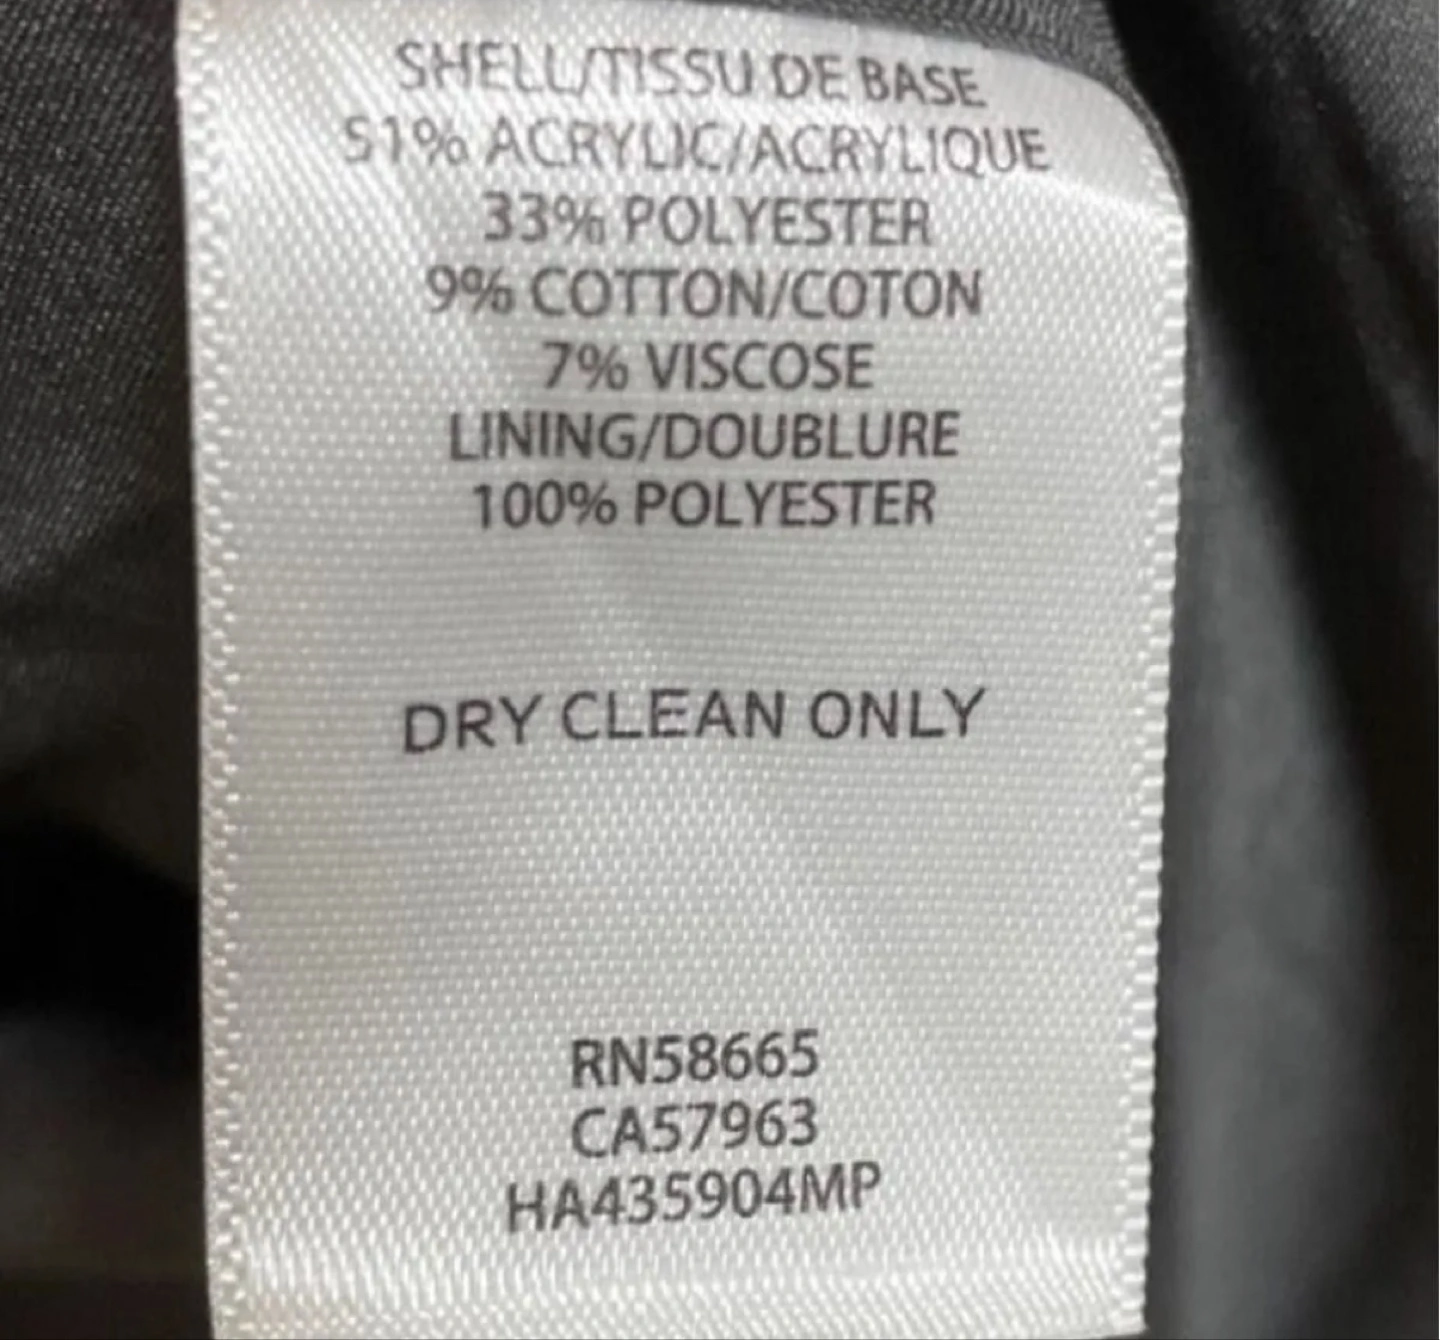 SHELL/TISSU DE BASE
51% ACRYLIC/ACRYLIQUE
33% POLYESTER
9% COTTON/COTON
7% VISCOSE
LINING/DOUBLURE
100% POLYESTER
DRY CLEAN ONLY
RN58665
CA57963
HA435904MP